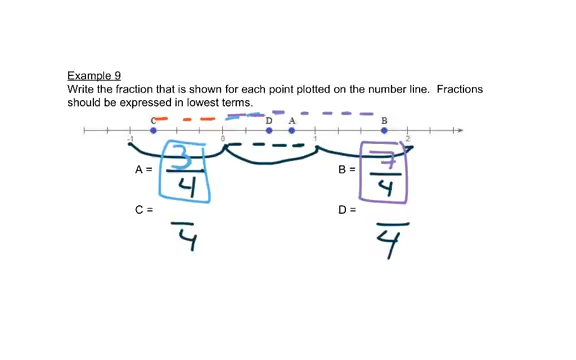 Example 9
Write the fraction that is shown for each point plotted on the number line. Fractions
should be expressed in lowest terms.
C D A B
-1 0 1 2
A = 3/4 B = 7/4
C = /4 D = /4